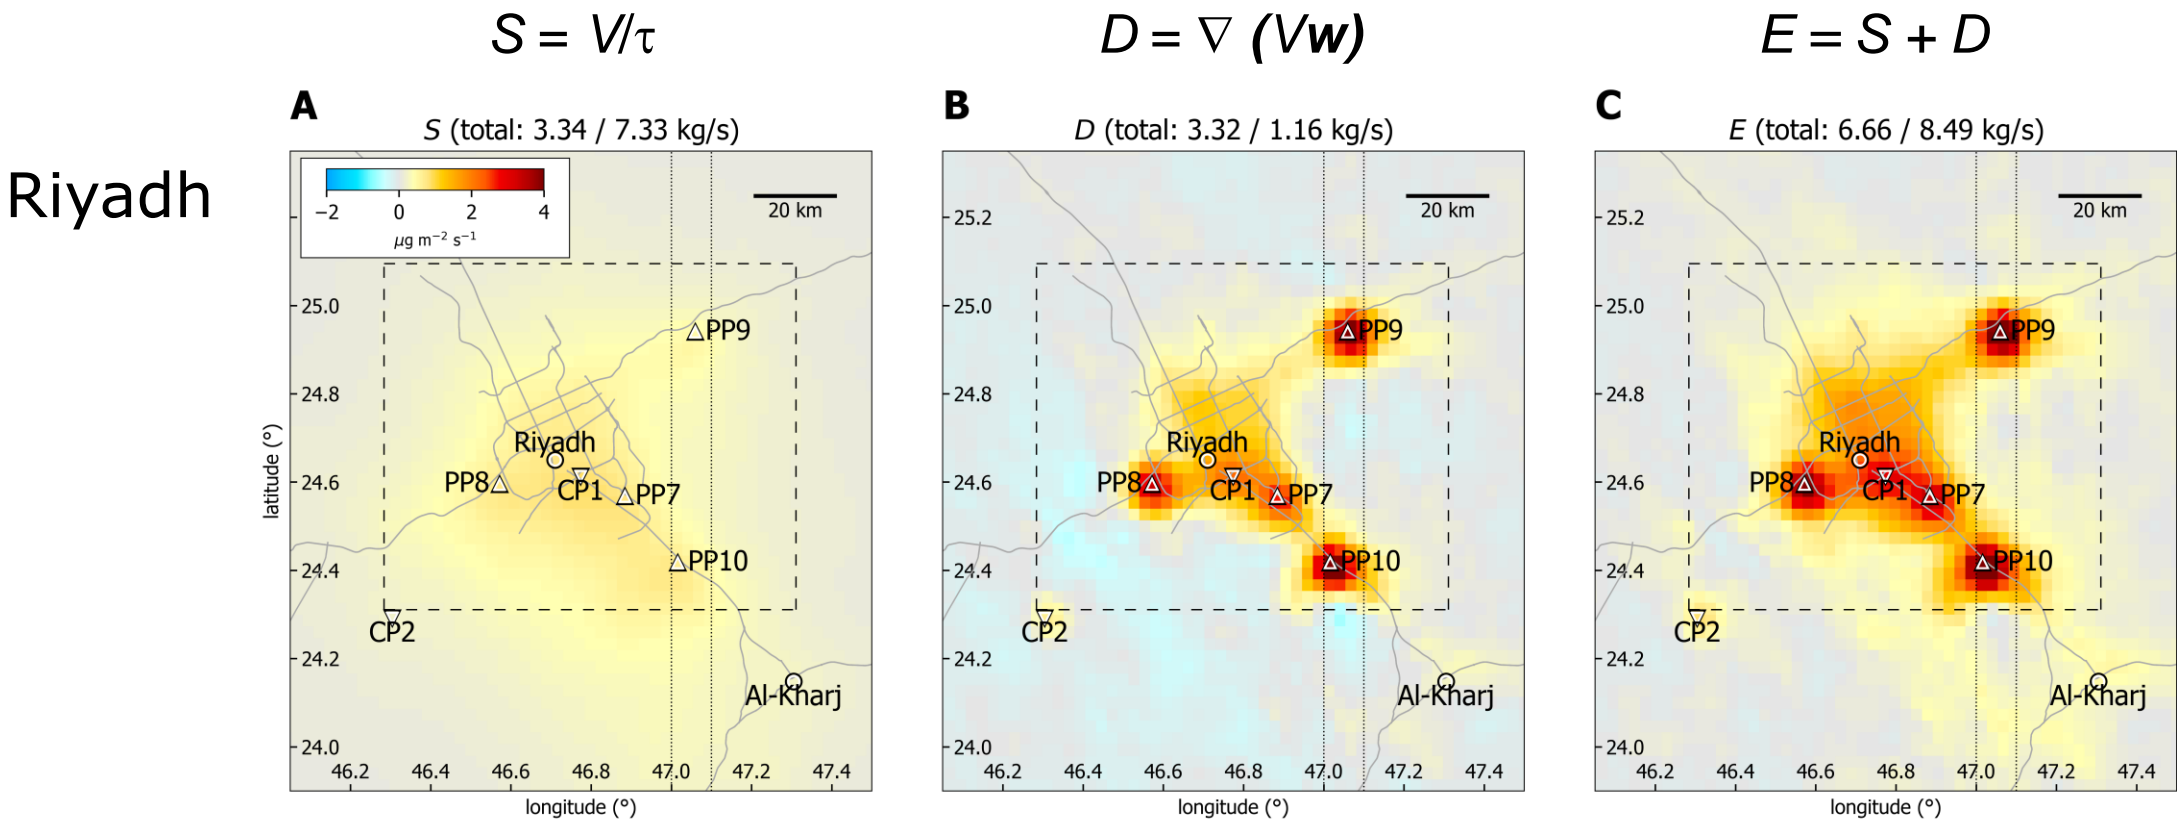 S = V/τ
D = ∇ (Vw)
E = S + D
Riyadh
A
S (total: 3.34 / 7.33 kg/s)
−2 0 2 4
μg m⁻² s⁻¹
20 km
25.0
24.8
24.6
24.4
24.2
24.0
latitude (°)
PP9
Riyadh
PP8
CP1
PP7
PP10
CP2
Al-Kharj
46.2 46.4 46.6 46.8 47.0 47.2 47.4
longitude (°)
B
D (total: 3.32 / 1.16 kg/s)
20 km
25.2
25.0
24.8
24.6
24.4
24.2
24.0
PP9
Riyadh
PP8
CP1
PP7
PP10
CP2
Al-Kharj
46.2 46.4 46.6 46.8 47.0 47.2 47.4
longitude (°)
C
E (total: 6.66 / 8.49 kg/s)
20 km
25.2
25.0
24.8
24.6
24.4
24.2
24.0
PP9
Riyadh
PP8
CP1
PP7
PP10
CP2
Al-Kharj
46.2 46.4 46.6 46.8 47.0 47.2 47.4
longitude (°)